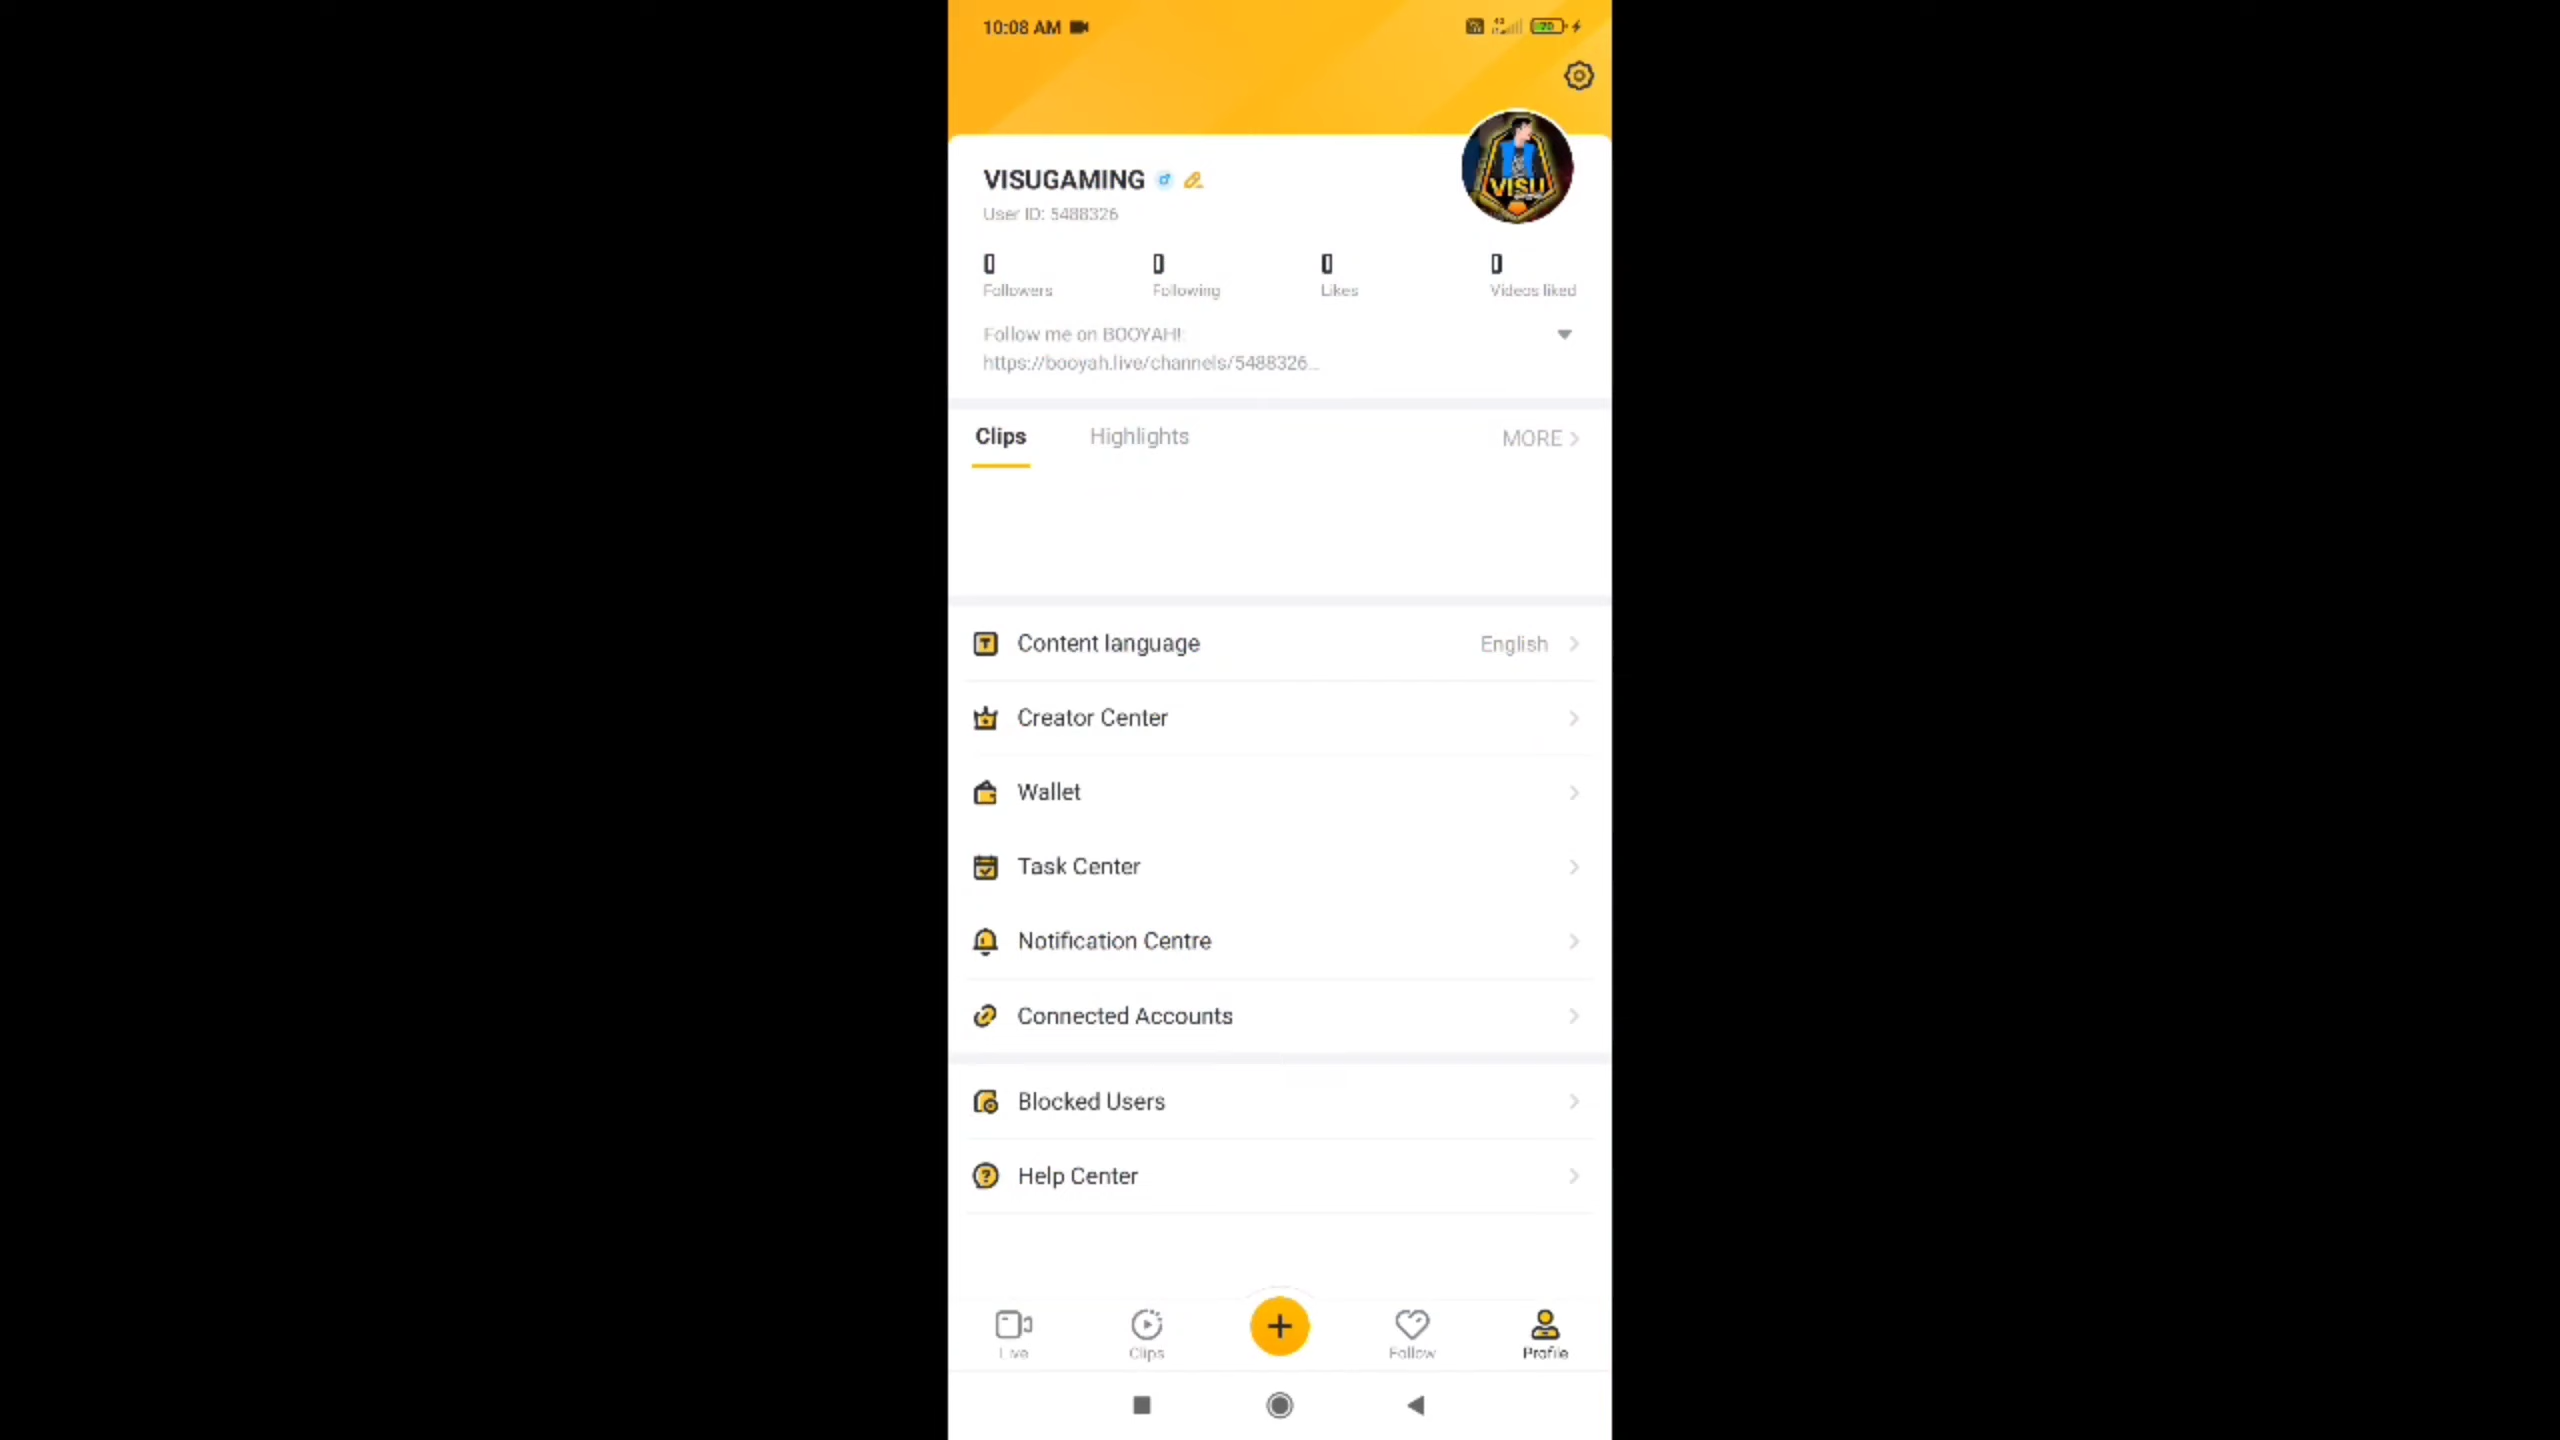 10:08 AM
VISUGAMING
User ID: 5488326
VISU
0 0 0 0
Followers Following Likes Videos liked
Follow me on BOOYAH!:
https://booyah.live/channels/5488326...
Clips Highlights MORE
Content language English
Creator Center
Wallet
Task Center
Notification Centre
Connected Accounts
Blocked Users
Help Center
Live Clips Follow Profile